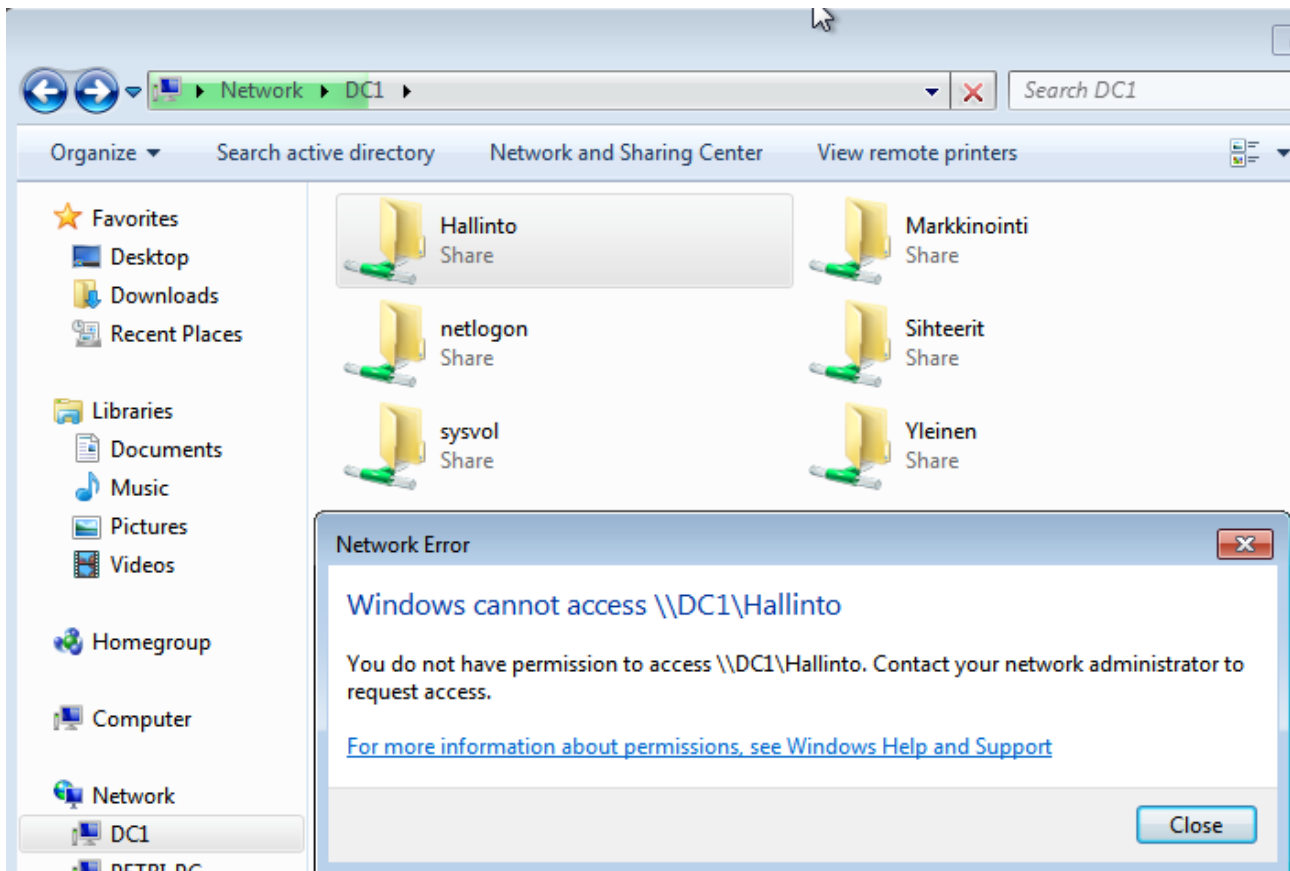 Network DC1
Search DC1
Organize
Search active directory
Network and Sharing Center
View remote printers
Favorites
Desktop
Downloads
Recent Places
Libraries
Documents
Music
Pictures
Videos
Homegroup
Computer
Network
DC1
Hallinto
Share
Markkinointi
Share
netlogon
Share
Sihteerit
Share
sysvol
Share
Yleinen
Share
Network Error
Windows cannot access \\DC1\Hallinto
You do not have permission to access \\DC1\Hallinto. Contact your network administrator to
request access.
For more information about permissions, see Windows Help and Support
Close